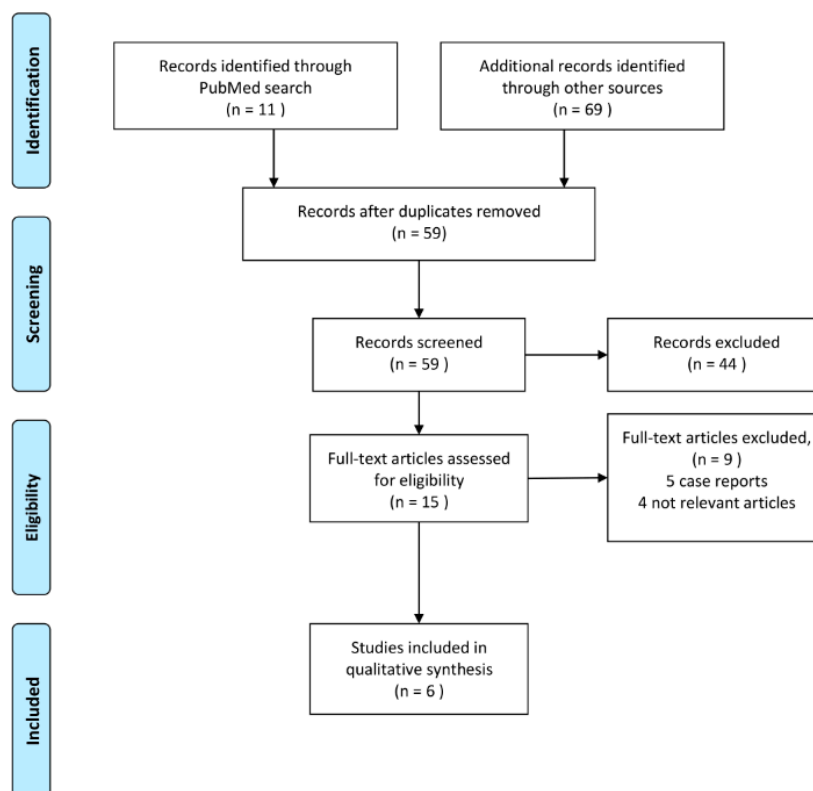 Identification
Records identified through
PubMed search
(n = 11 )
Additional records identified
through other sources
(n = 69 )
Records after duplicates removed
(n = 59)
Screening
Records screened
(n = 59 )
Records excluded
(n = 44 )
Eligibility
Full-text articles assessed
for eligibility
(n = 15 )
Full-text articles excluded,
(n = 9 )
5 case reports
4 not relevant articles
Included
Studies included in
qualitative synthesis
(n = 6 )